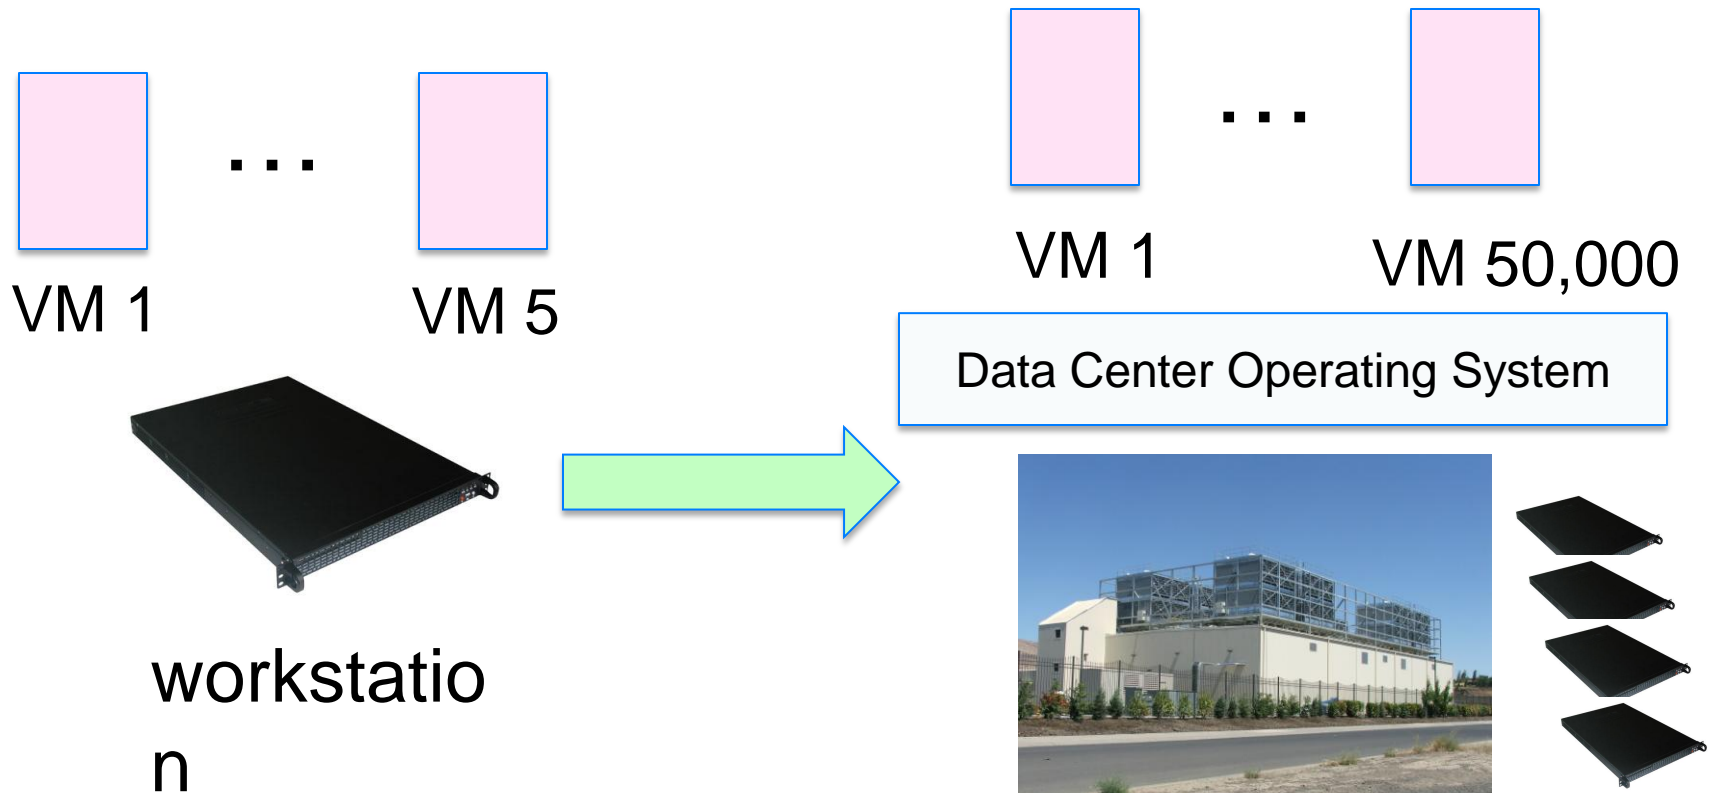 VM 1
...
VM 5
workstatio
n
VM 1
...
VM 50,000
Data Center Operating System